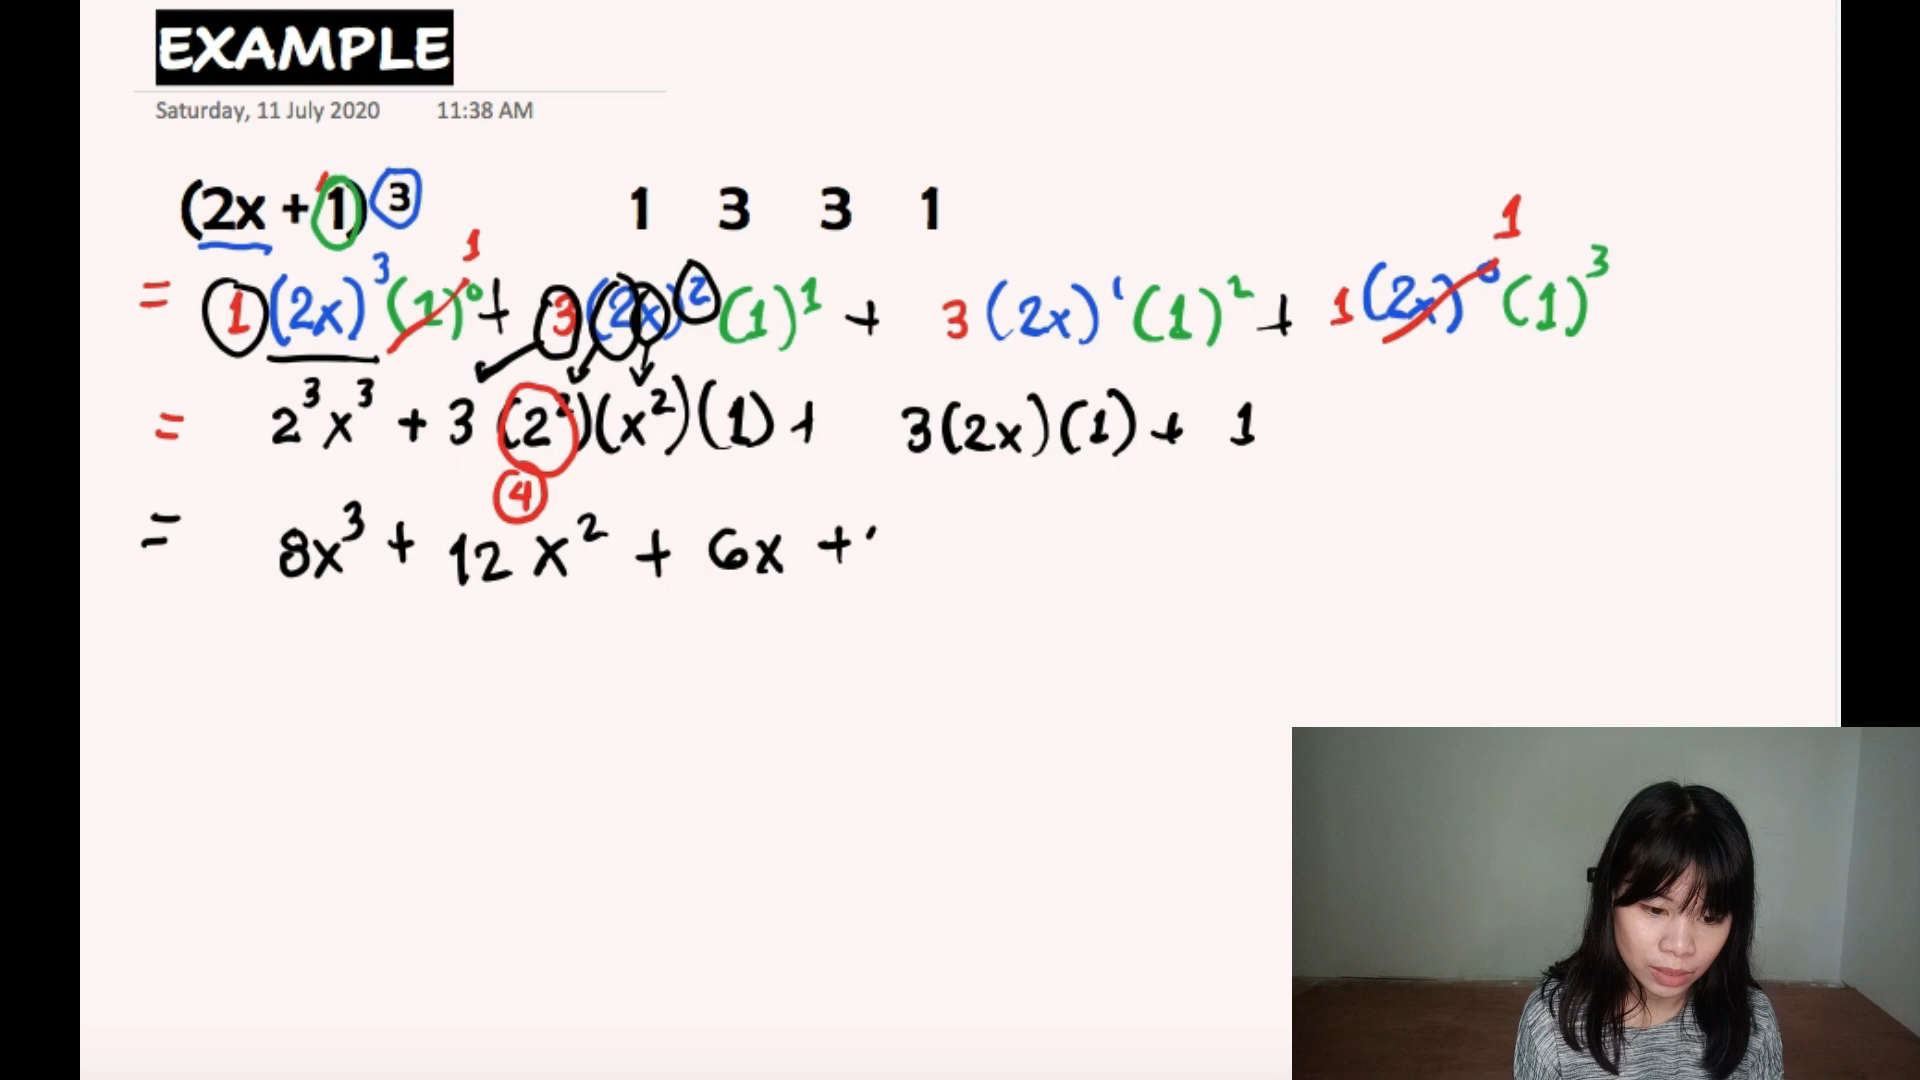 EXAMPLE
Saturday, 11 July 2020 11:38 AM
(2x + 1)³ 1 3 3 1
1 1
= 1(2x)³(1)⁰ + 3(2x)²(1)¹ + 3(2x)¹(1)² + 1(2x)⁰(1)³
= 2³x³ + 3(2²)(x²)(1) + 3(2x)(1) + 1
4
= 8x³ + 12x² + 6x +